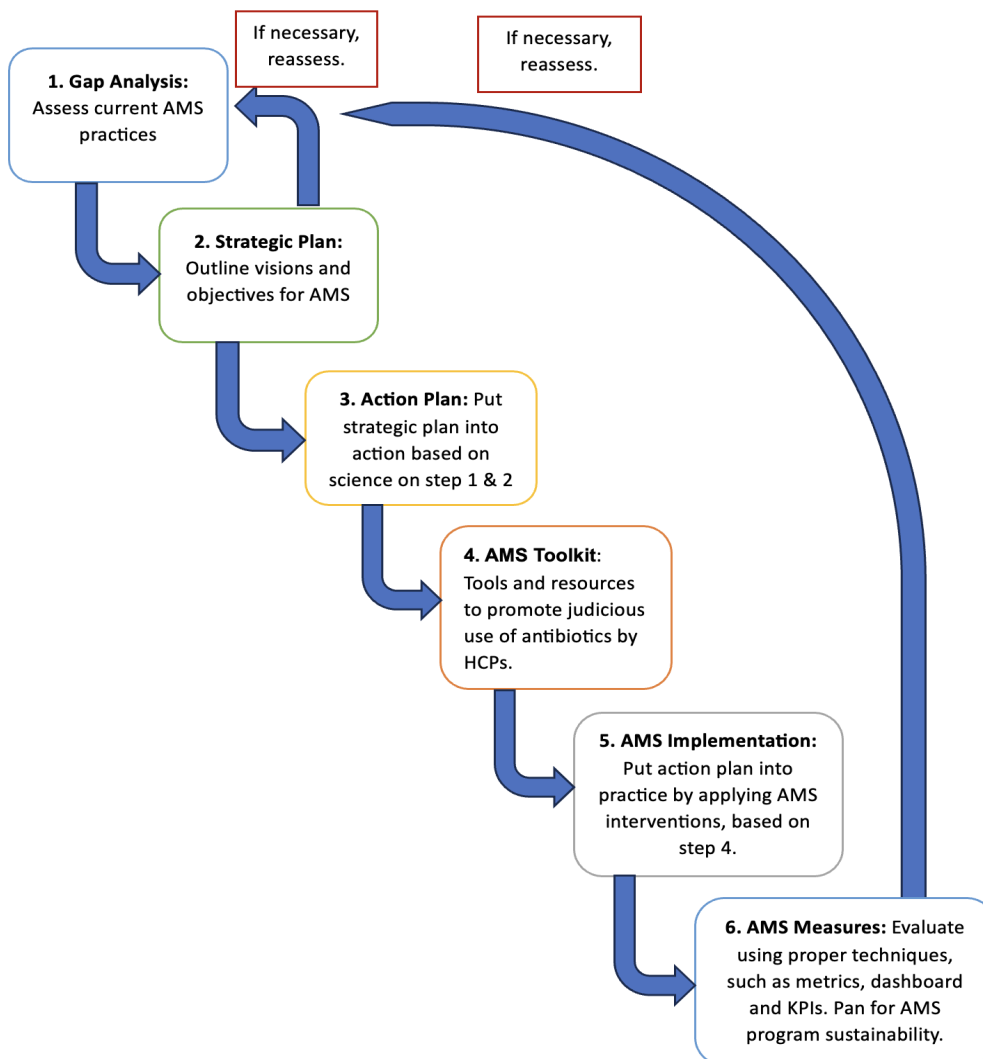 If necessary,
reassess.
If necessary,
reassess.
1. Gap Analysis:
Assess current AMS
practices
2. Strategic Plan:
Outline visions and
objectives for AMS
3. Action Plan: Put
strategic plan into
action based on
science on step 1 & 2
4. AMS Toolkit:
Tools and resources
to promote judicious
use of antibiotics by
HCPs.
5. AMS Implementation:
Put action plan into
practice by applying AMS
interventions, based on
step 4.
6. AMS Measures: Evaluate
using proper techniques,
such as metrics, dashboard
and KPIs. Pan for AMS
program sustainability.